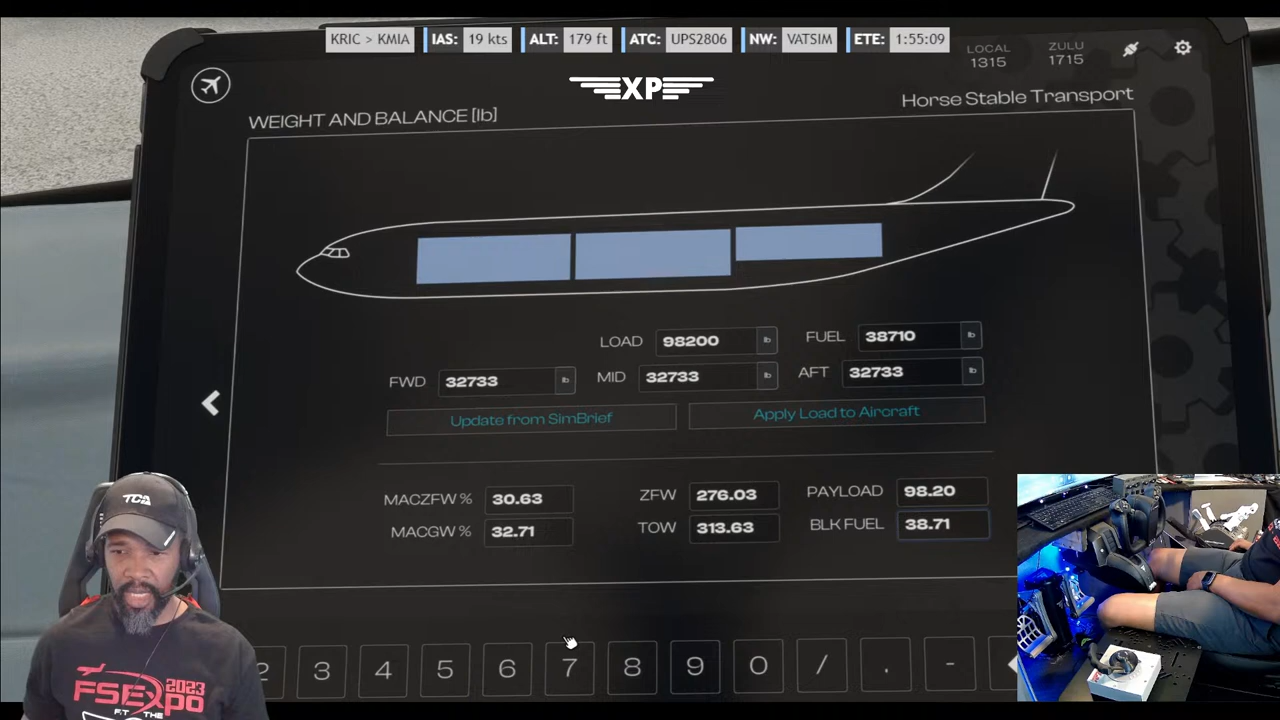 KRIC > KMIA IAS: 19 kts ALT: 179 ft ATC: UPS2806 NW: VATSIM ETE: 1:55:09
LOCAL ZULU
1315 1715
XP
WEIGHT AND BALANCE [lb] Horse Stable Transport
LOAD 98200 lb FUEL 38710 lb
FWD 32733 lb MID 32733 lb AFT 32733 lb
Update from SimBrief Apply Load to Aircraft
MACZFW % 30.63 ZFW 276.03 PAYLOAD 98.20
MACGW % 32.71 TOW 313.63 BLK FUEL 38.71
2 3 4 5 6 7 8 9 0 / . -
TCA
FSEXPO 2023